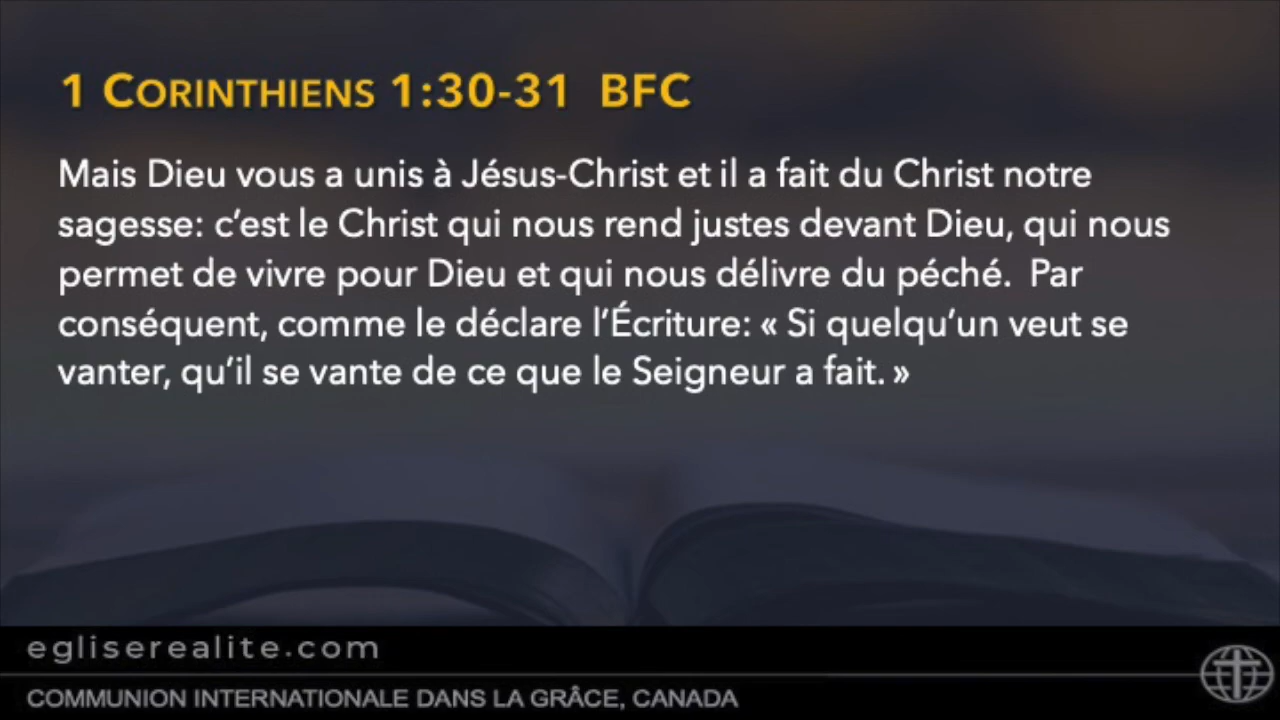 1 CORINTHIENS 1:30-31 BFC
Mais Dieu vous a unis à Jésus-Christ et il a fait du Christ notre
sagesse: c’est le Christ qui nous rend justes devant Dieu, qui nous
permet de vivre pour Dieu et qui nous délivre du péché.  Par
conséquent, comme le déclare l’Écriture: « Si quelqu’un veut se
vanter, qu’il se vante de ce que le Seigneur a fait. »
egliserealite.com
COMMUNION INTERNATIONALE DANS LA GRÂCE, CANADA